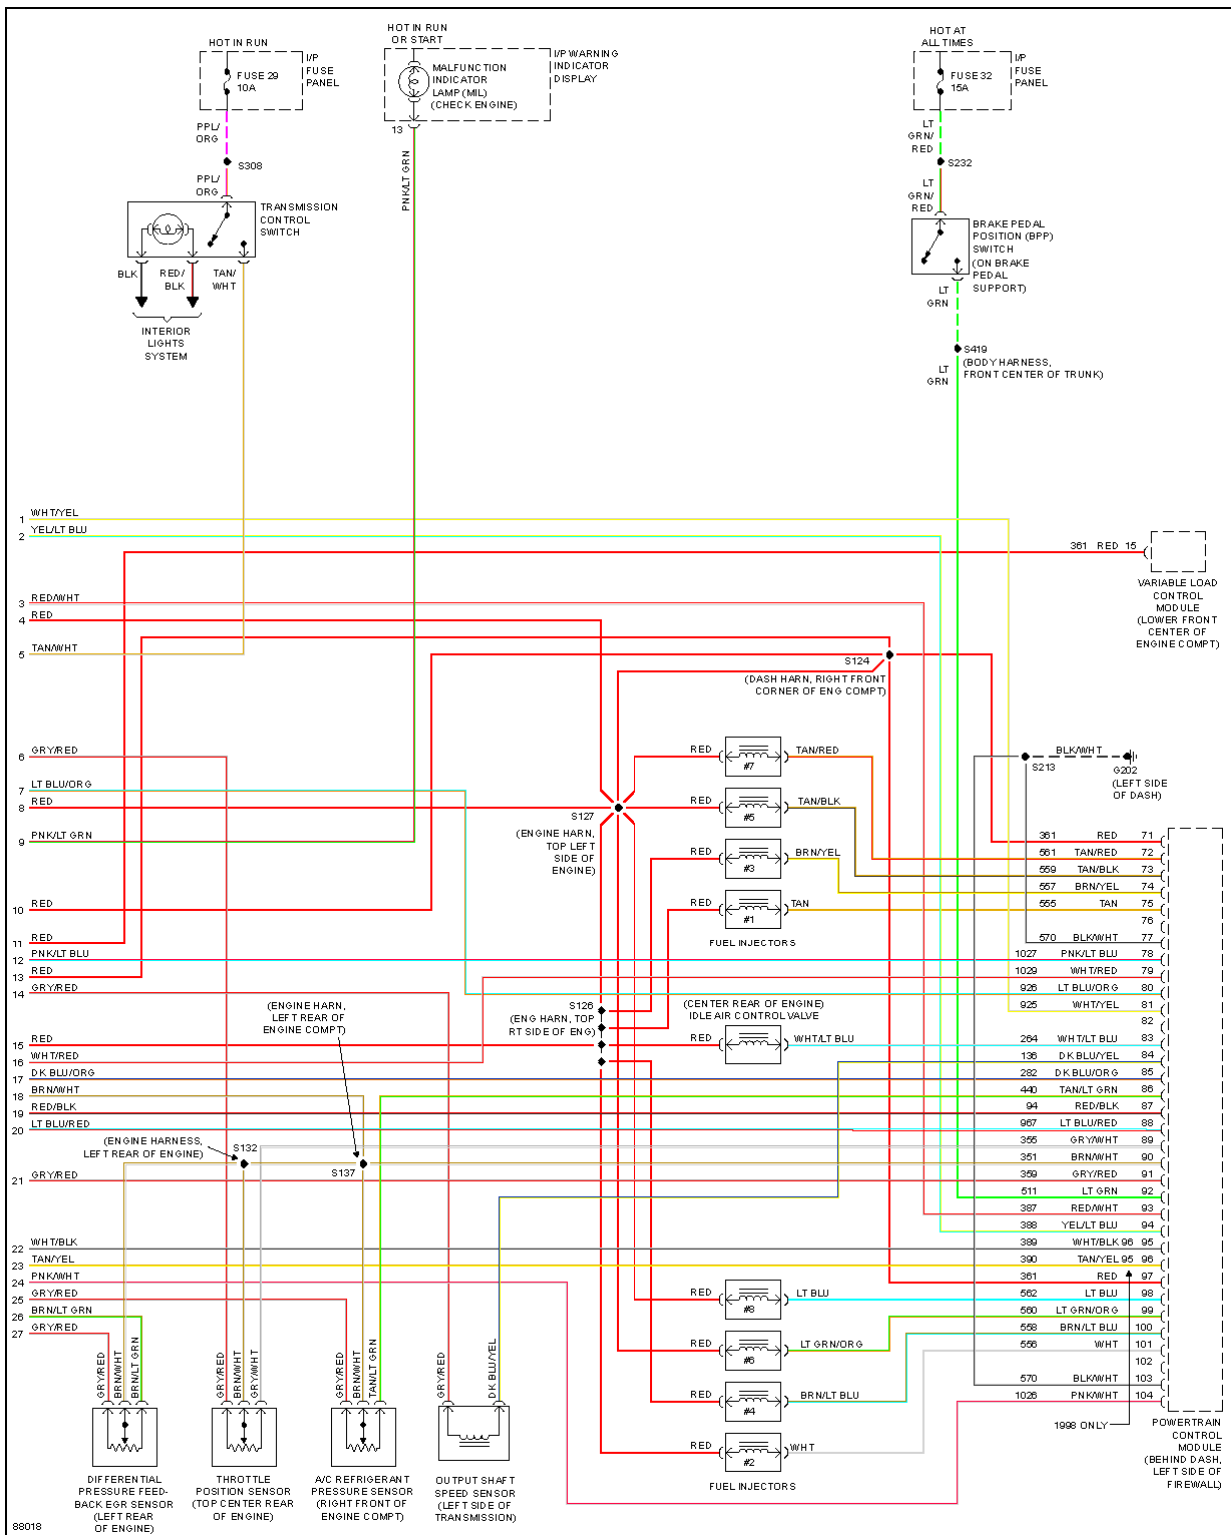 HOT IN RUN
FUSE 29
10A
I/P
FUSE
PANEL
PPL/
ORG
S308
PPL/
ORG
TRANSMISSION
CONTROL
SWITCH
BLK
RED/
BLK
TAN/
WHT
INTERIOR
LIGHTS
SYSTEM
HOT IN RUN
OR START
MALFUNCTION
INDICATOR
LAMP (MIL)
(CHECK ENGINE)
I/P WARNING
INDICATOR
DISPLAY
13
PNK/LT GRN
HOT AT
ALL TIMES
FUSE 32
15A
I/P
FUSE
PANEL
LT
GRN/
RED
S232
LT
GRN/
RED
BRAKE PEDAL
POSITION (BPP)
SWITCH
(ON BRAKE
PEDAL
SUPPORT)
LT
GRN
S419
(BODY HARNESS,
FRONT CENTER OF TRUNK)
LT
GRN
1 WHT/YEL
2 YEL/LT BLU
3 RED/WHT
4 RED
5 TAN/WHT
6 GRY/RED
7 LT BLU/ORG
8 RED
9 PNK/LT GRN
10 RED
11 RED
12 PNK/LT BLU
13 RED
14 GRY/RED
15 RED
16 WHT/RED
17 DK BLU/ORG
18 BRN/WHT
19 RED/BLK
20 LT BLU/RED
21 GRY/RED
22 WHT/BLK
23 TAN/YEL
24 PNK/WHT
25 GRY/RED
26 BRN/LT GRN
27 GRY/RED
361 RED 15
VARIABLE LOAD
CONTROL
MODULE
(LOWER FRONT
CENTER OF
ENGINE COMPT)
S124
(DASH HARN, RIGHT FRONT
CORNER OF ENG COMPT)
S127
(ENGINE HARN,
TOP LEFT
SIDE OF
ENGINE)
RED #7 TAN/RED
RED #5 TAN/BLK
RED #3 BRN/YEL
RED #1 TAN
FUEL INJECTORS
BLK/WHT
S213
G202
(LEFT SIDE
OF DASH)
S126
(ENG HARN, TOP
RT SIDE OF ENG)
(CENTER REAR OF ENGINE)
IDLE AIR CONTROL VALVE
RED WHT/LT BLU
(ENGINE HARN,
LEFT REAR OF
ENGINE COMPT)
(ENGINE HARNESS,
LEFT REAR OF ENGINE)
S132
S137
361 RED 71
561 TAN/RED 72
559 TAN/BLK 73
557 BRN/YEL 74
555 TAN 75
76
570 BLK/WHT 77
1027 PNK/LT BLU 78
1029 WHT/RED 79
926 LT BLU/ORG 80
925 WHT/YEL 81
82
264 WHT/LT BLU 83
136 DK BLU/YEL 84
282 DK BLU/ORG 85
440 TAN/LT GRN 86
94 RED/BLK 87
967 LT BLU/RED 88
355 GRY/WHT 89
351 BRN/WHT 90
359 GRY/RED 91
511 LT GRN 92
387 RED/WHT 93
388 YEL/LT BLU 94
389 WHT/BLK 96 95
390 TAN/YEL 95 96
361 RED 97
562 LT BLU 98
560 LT GRN/ORG 99
558 BRN/LT BLU 100
556 WHT 101
102
570 BLK/WHT 103
1026 PNK/WHT 104
1998 ONLY
POWERTRAIN
CONTROL
MODULE
(BEHIND DASH,
LEFT SIDE OF
FIREWALL)
RED #8 LT BLU
RED #6 LT GRN/ORG
RED #4 BRN/LT BLU
RED #2 WHT
FUEL INJECTORS
GRY/RED
BRN/WHT
BRN/LT GRN
DIFFERENTIAL
PRESSURE FEED-
BACK EGR SENSOR
(LEFT REAR
OF ENGINE)
GRY/RED
BRN/WHT
GRY/WHT
THROTTLE
POSITION SENSOR
(TOP CENTER REAR
OF ENGINE)
GRY/RED
BRN/WHT
TAN/LT GRN
A/C REFRIGERANT
PRESSURE SENSOR
(RIGHT FRONT OF
ENGINE COMPT)
GRY/RED
DK BLU/YEL
OUTPUT SHAFT
SPEED SENSOR
(LEFT SIDE OF
TRANSMISSION)
88018